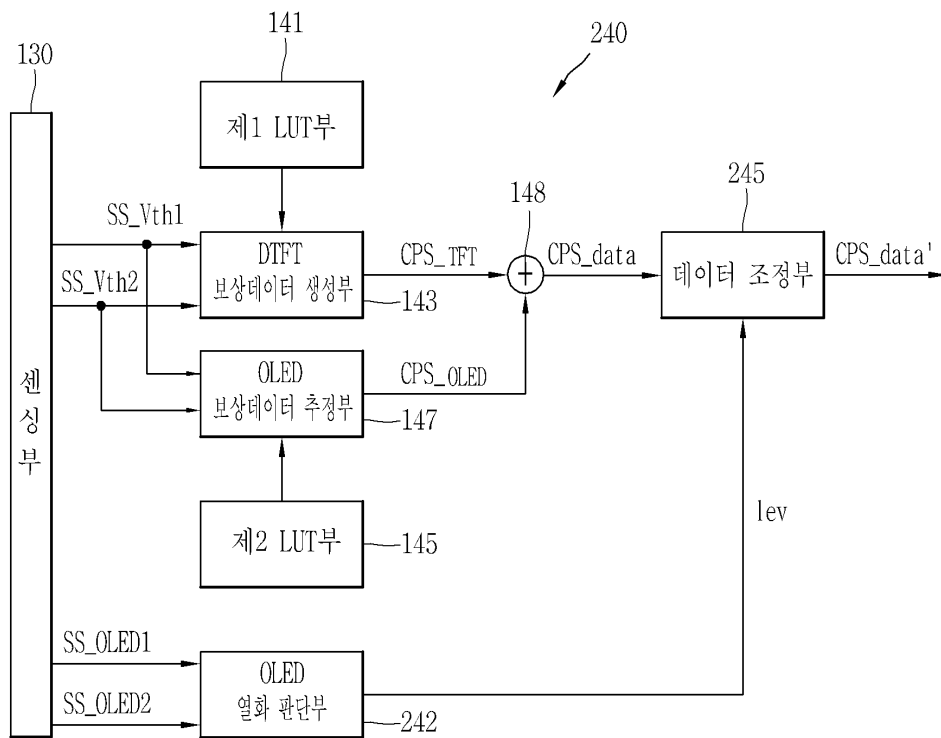 141
240
130
제1 LUT부
148
245
SS_Vth1
DTFT
보상데이터 생성부
CPS_TFT
+
CPS_data
데이터 조정부
CPS_data'
SS_Vth2
143
OLED
보상데이터 추정부
CPS_OLED
147
센싱부
제2 LUT부
145
lev
SS_OLED1
OLED
열화 판단부
SS_OLED2
242